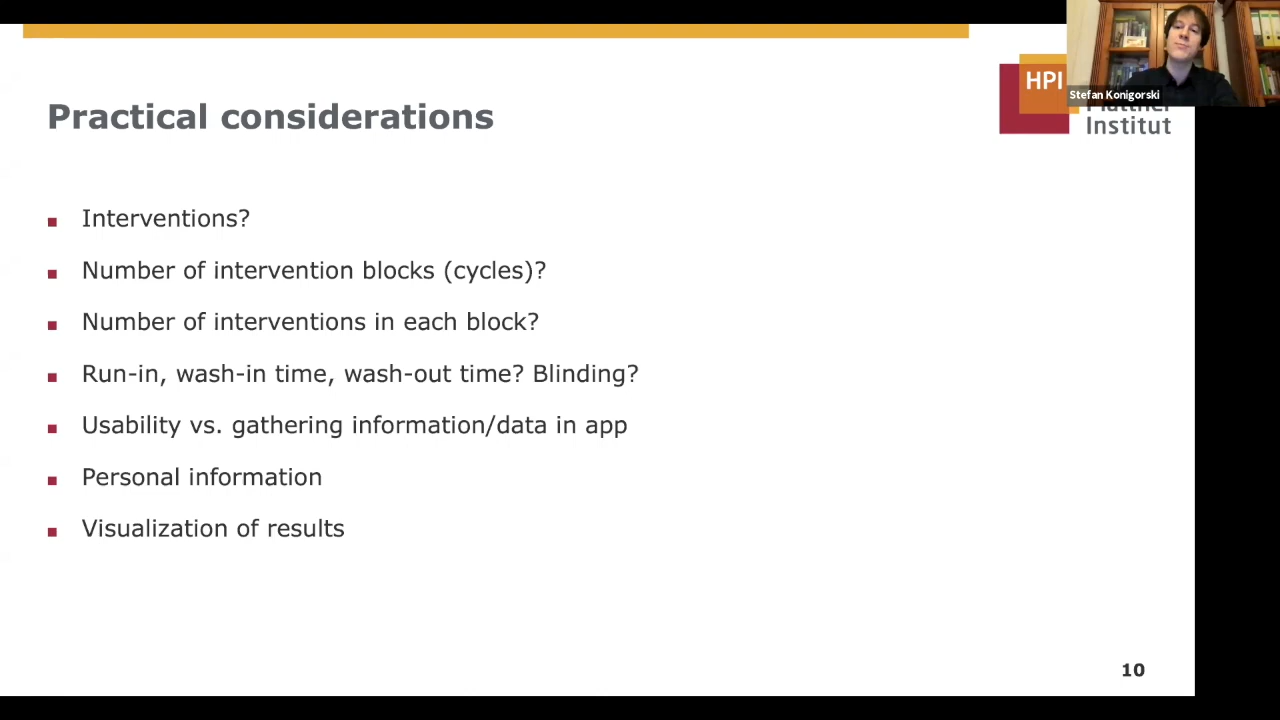 Practical considerations
HPI
Institut
Stefan Konigorski
Interventions?
Number of intervention blocks (cycles)?
Number of interventions in each block?
Run-in, wash-in time, wash-out time? Blinding?
Usability vs. gathering information/data in app
Personal information
Visualization of results
10